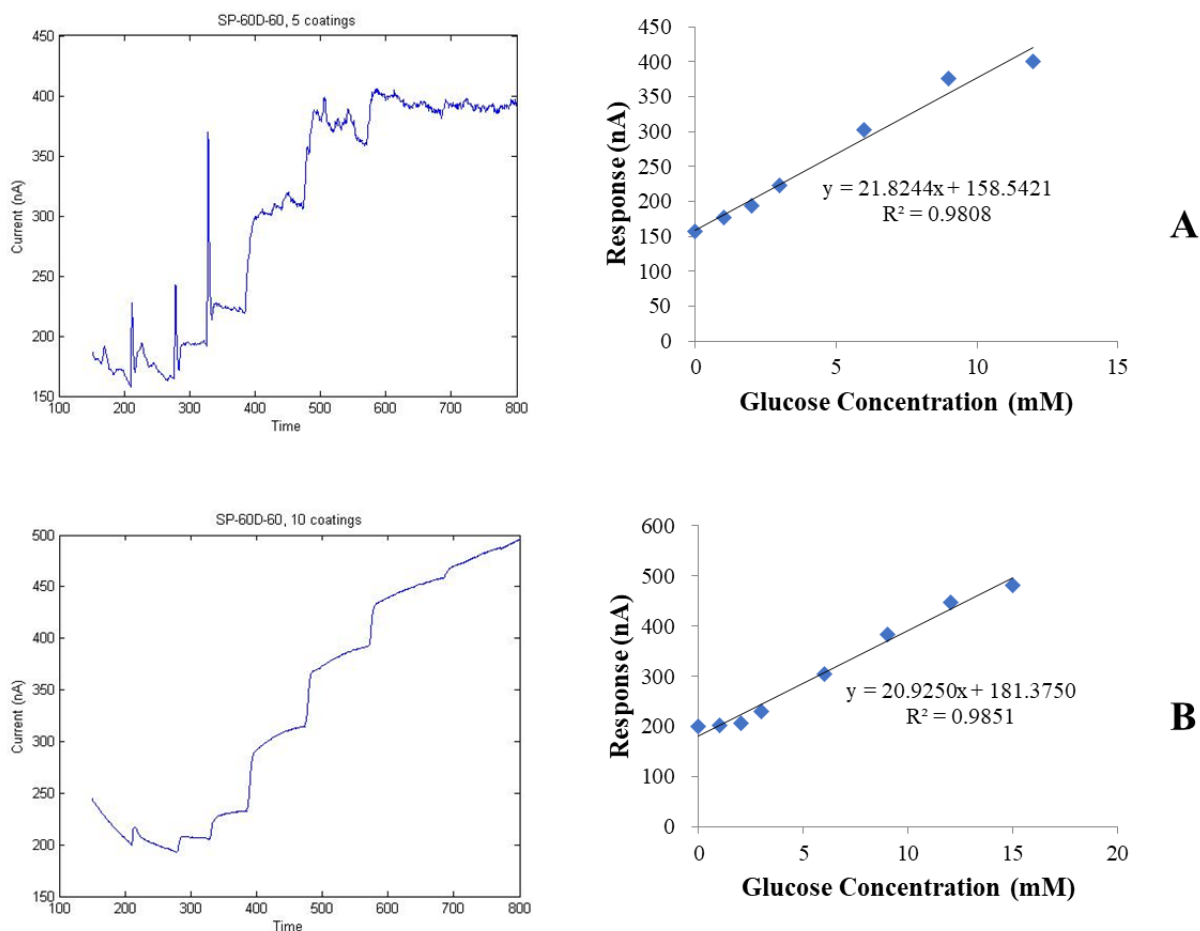 SP-60D-60, 5 coatings
450
400
350
300
250
200
150
100 200 300 400 500 600 700 800
Current (nA)
Time
450
400
350
300
250
200
150
100
50
0
0 5 10 15
Response (nA)
Glucose Concentration (mM)
y = 21.8244x + 158.5421
R² = 0.9808
A
SP-60D-60, 10 coatings
500
450
400
350
300
250
200
150
100 200 300 400 500 600 700 800
Current (nA)
Time
600
500
400
300
200
100
0
0 5 10 15 20
Response (nA)
Glucose Concentration (mM)
y = 20.9250x + 181.3750
R² = 0.9851
B